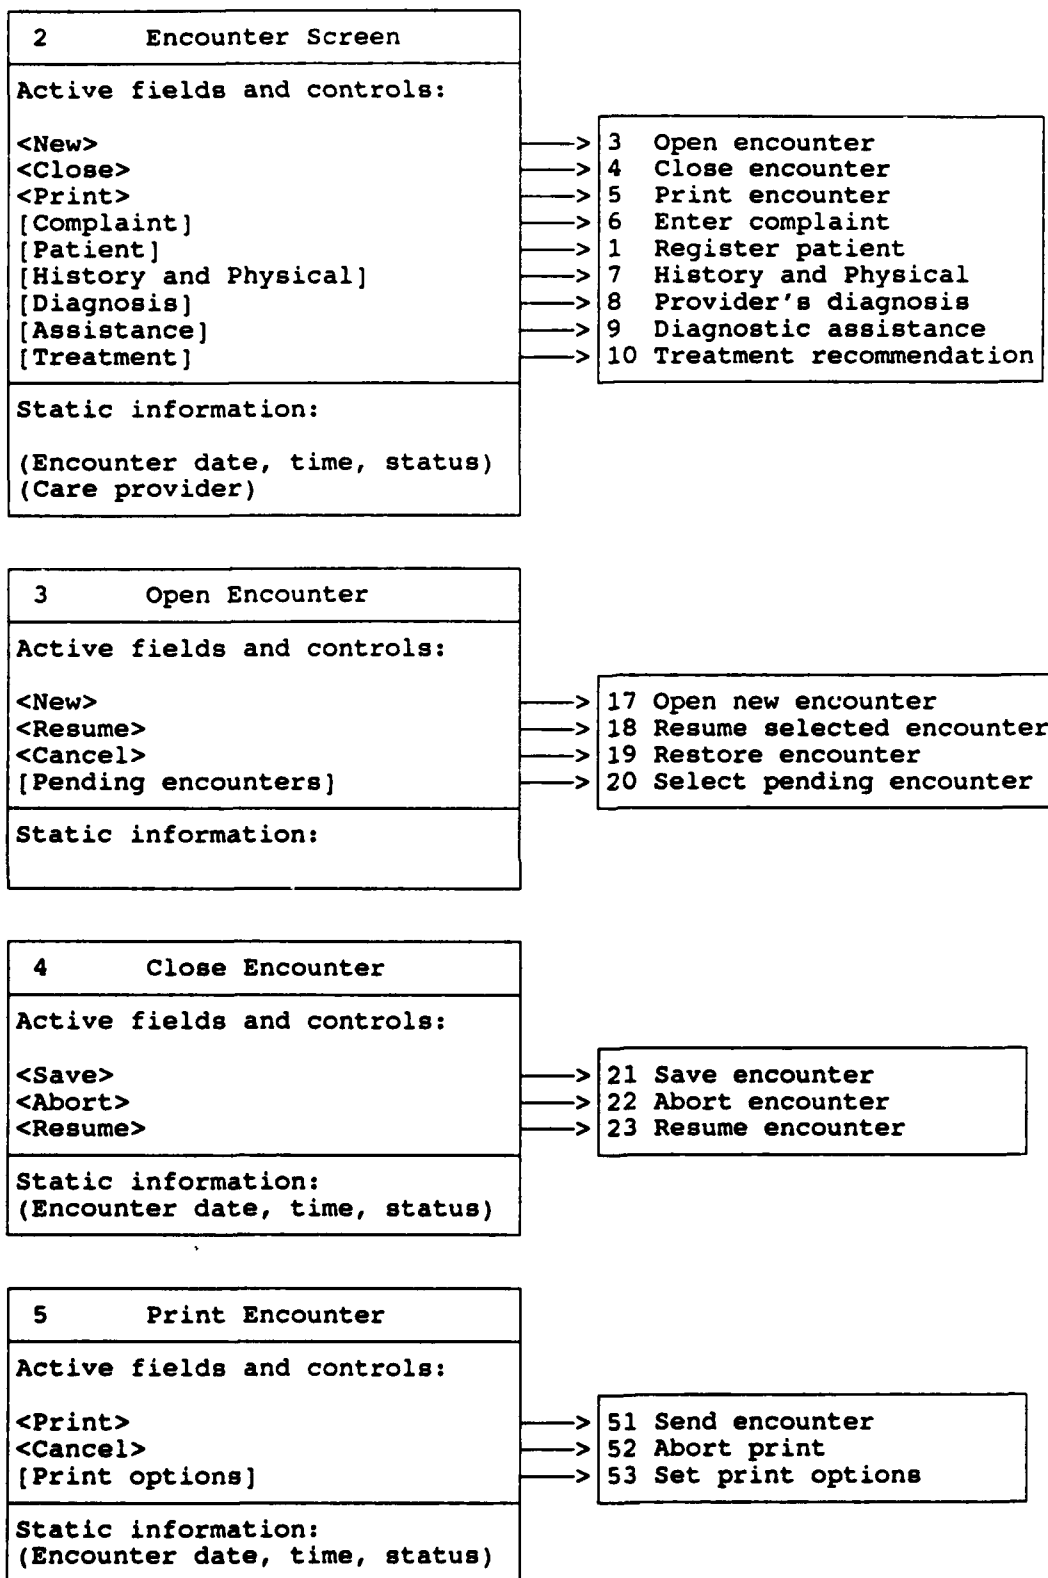 2 Encounter Screen
Active fields and controls:
<New> ──> 3 Open encounter
<Close> ──> 4 Close encounter
<Print> ──> 5 Print encounter
[Complaint] ──> 6 Enter complaint
[Patient] ──> 1 Register patient
[History and Physical] ──> 7 History and Physical
[Diagnosis] ──> 8 Provider's diagnosis
[Assistance] ──> 9 Diagnostic assistance
[Treatment] ──> 10 Treatment recommendation
Static information:
(Encounter date, time, status)
(Care provider)
3 Open Encounter
Active fields and controls:
<New> ──> 17 Open new encounter
<Resume> ──> 18 Resume selected encounter
<Cancel> ──> 19 Restore encounter
[Pending encounters] ──> 20 Select pending encounter
Static information:
4 Close Encounter
Active fields and controls:
<Save> ──> 21 Save encounter
<Abort> ──> 22 Abort encounter
<Resume> ──> 23 Resume encounter
Static information:
(Encounter date, time, status)
5 Print Encounter
Active fields and controls:
<Print> ──> 51 Send encounter
<Cancel> ──> 52 Abort print
[Print options] ──> 53 Set print options
Static information:
(Encounter date, time, status)